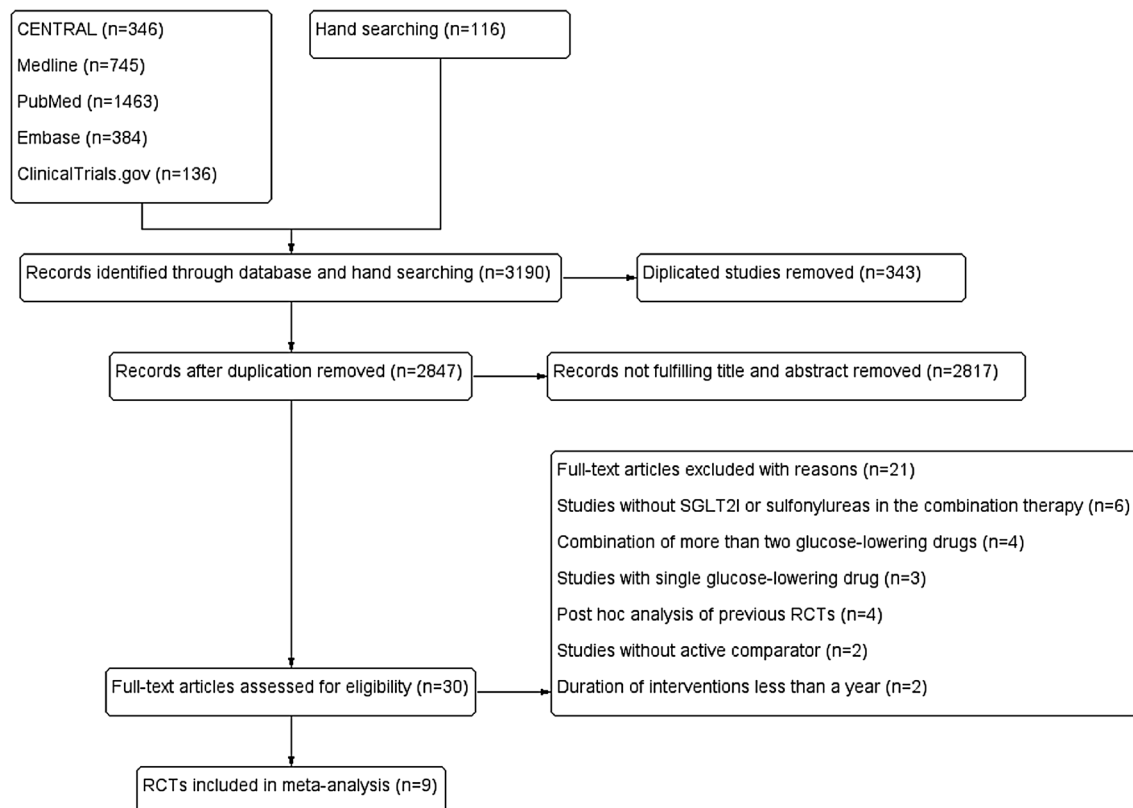 CENTRAL (n=346)
Medline (n=745)
PubMed (n=1463)
Embase (n=384)
ClinicalTrials.gov (n=136)
Hand searching (n=116)
Records identified through database and hand searching (n=3190)
Diplicated studies removed (n=343)
Records after duplication removed (n=2847)
Records not fulfilling title and abstract removed (n=2817)
Full-text articles excluded with reasons (n=21)
Studies without SGLT2I or sulfonylureas in the combination therapy (n=6)
Combination of more than two glucose-lowering drugs (n=4)
Studies with single glucose-lowering drug (n=3)
Post hoc analysis of previous RCTs (n=4)
Studies without active comparator (n=2)
Duration of interventions less than a year (n=2)
Full-text articles assessed for eligibility (n=30)
RCTs included in meta-analysis (n=9)